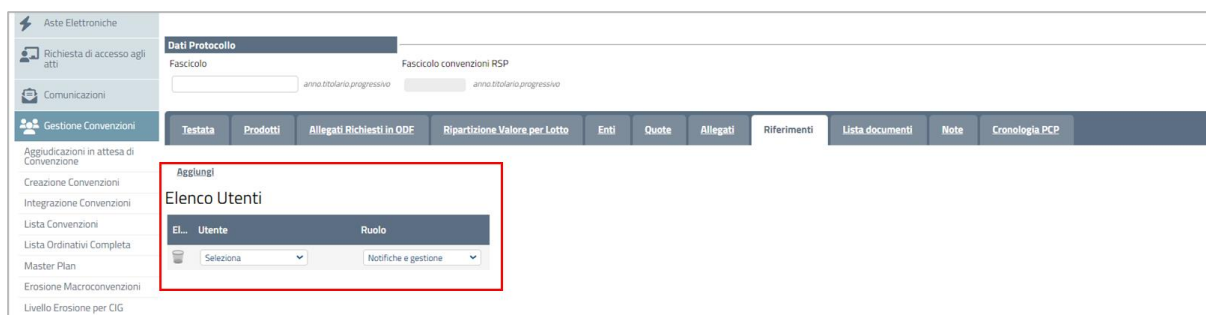 Aste Elettroniche
Richiesta di accesso agli
atti
Comunicazioni
Gestione Convenzioni
Aggiudicazioni in attesa di
Convenzione
Creazione Convenzioni
Integrazione Convenzioni
Lista Convenzioni
Lista Ordinativi Completa
Master Plan
Erosione Macroconvenzioni
Livello Erosione per CIG
Dati Protocollo
Fascicolo Fascicolo convenzioni RSP
anno.titolario.progressivo anno.titolario.progressivo
Testata Prodotti Allegati Richiesti in ODF Ripartizione Valore per Lotto Enti Quote Allegati Riferimenti Lista documenti Note Cronologia PCP
Aggiungi
Elenco Utenti
El... Utente Ruolo
Seleziona Notifiche e gestione